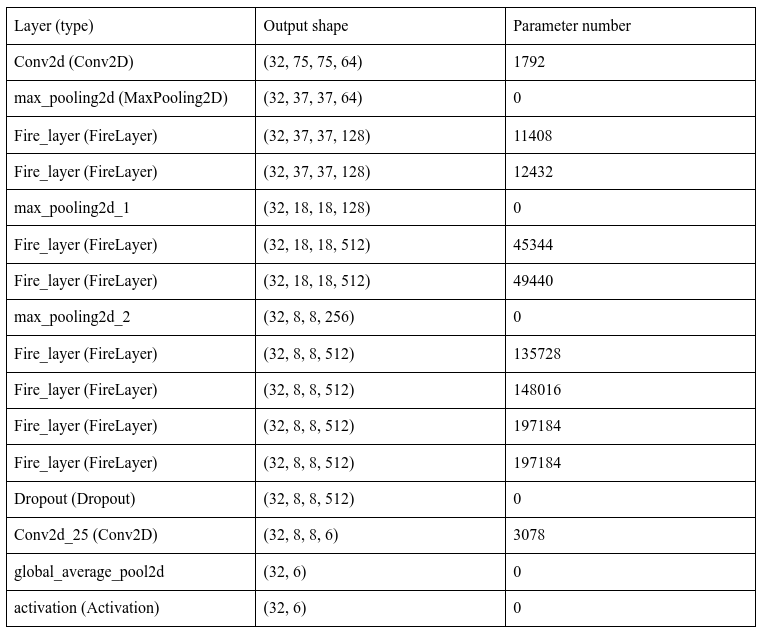 Layer (type) Output shape Parameter number
Conv2d (Conv2D) (32, 75, 75, 64) 1792
max_pooling2d (MaxPooling2D) (32, 37, 37, 64) 0
Fire_layer (FireLayer) (32, 37, 37, 128) 11408
Fire_layer (FireLayer) (32, 37, 37, 128) 12432
max_pooling2d_1 (32, 18, 18, 128) 0
Fire_layer (FireLayer) (32, 18, 18, 512) 45344
Fire_layer (FireLayer) (32, 18, 18, 512) 49440
max_pooling2d_2 (32, 8, 8, 256) 0
Fire_layer (FireLayer) (32, 8, 8, 512) 135728
Fire_layer (FireLayer) (32, 8, 8, 512) 148016
Fire_layer (FireLayer) (32, 8, 8, 512) 197184
Fire_layer (FireLayer) (32, 8, 8, 512) 197184
Dropout (Dropout) (32, 8, 8, 512) 0
Conv2d_25 (Conv2D) (32, 8, 8, 6) 3078
global_average_pool2d (32, 6) 0
activation (Activation) (32, 6) 0